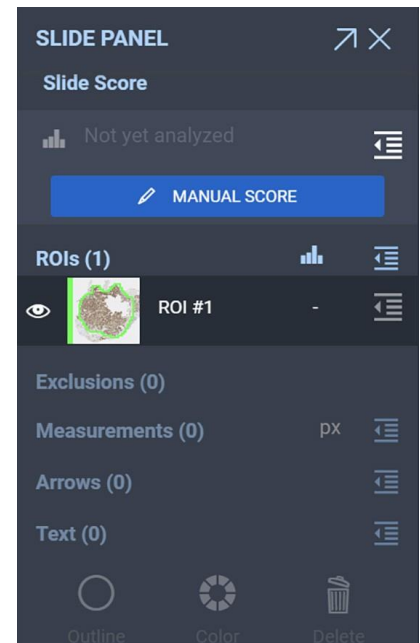 SLIDE PANEL
Slide Score
Not yet analyzed
MANUAL SCORE
ROIs (1)
ROI #1 -
Exclusions (0)
Measurements (0) px
Arrows (0)
Text (0)
Outline Color Delete